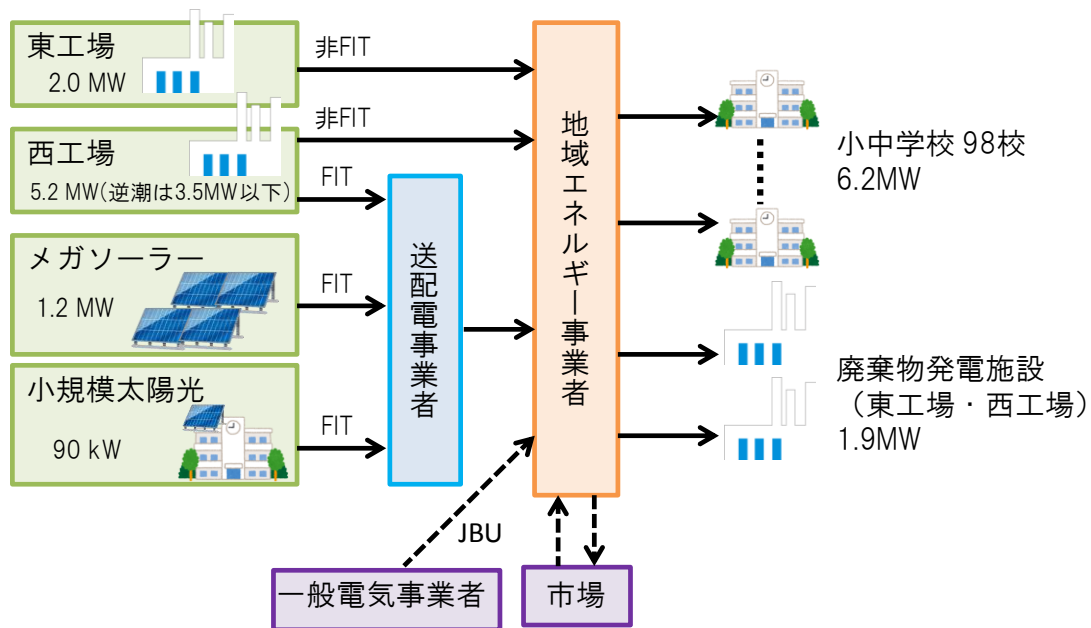 東工場
2.0 MW
非FIT
西工場
5.2 MW(逆潮は3.5MW以下)
非FIT
FIT
メガソーラー
1.2 MW
FIT
小規模太陽光
90 kW
FIT
送配電事業者
地域エネルギー事業者
小中学校 98校
6.2MW
廃棄物発電施設
（東工場・西工場）
1.9MW
JBU
一般電気事業者
市場